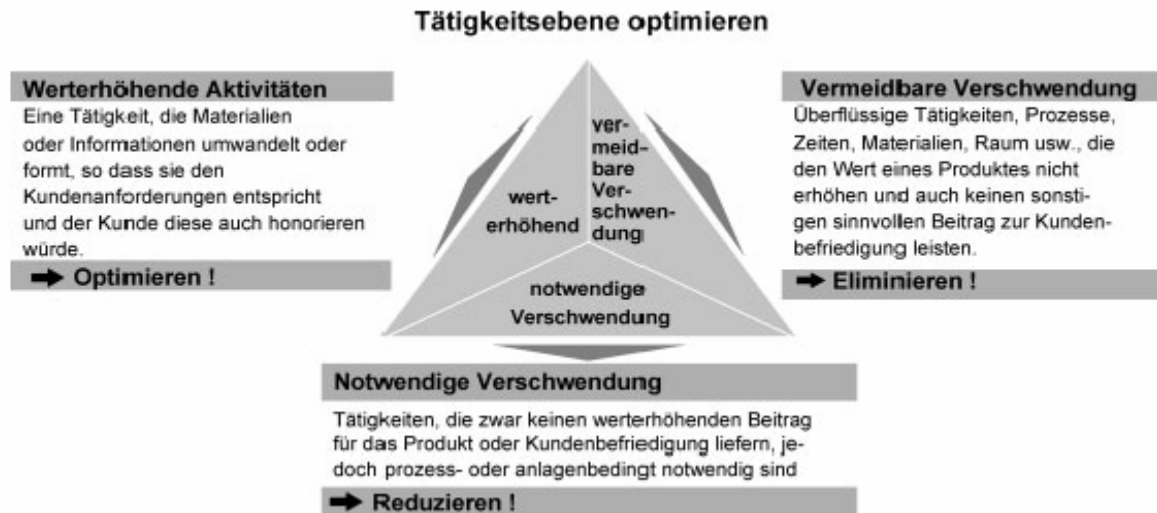 Tätigkeitsebene optimieren
Werterhöhende Aktivitäten
Eine Tätigkeit, die Materialien
oder Informationen umwandelt oder
formt, so dass sie den
Kundenanforderungen entspricht
und der Kunde diese auch honorieren
würde.
➡ Optimieren !
wert-
erhöhend
ver-
meid-
bare
Ver-
schwen-
dung
notwendige
Verschwendung
Vermeidbare Verschwendung
Überflüssige Tätigkeiten, Prozesse,
Zeiten, Materialien, Raum usw., die
den Wert eines Produktes nicht
erhöhen und auch keinen sonsti-
gen sinnvollen Beitrag zur Kunden-
befriedigung leisten.
➡ Eliminieren !
Notwendige Verschwendung
Tätigkeiten, die zwar keinen werterhöhenden Beitrag
für das Produkt oder Kundenbefriedigung liefern, je-
doch prozess- oder anlagenbedingt notwendig sind
➡ Reduzieren !